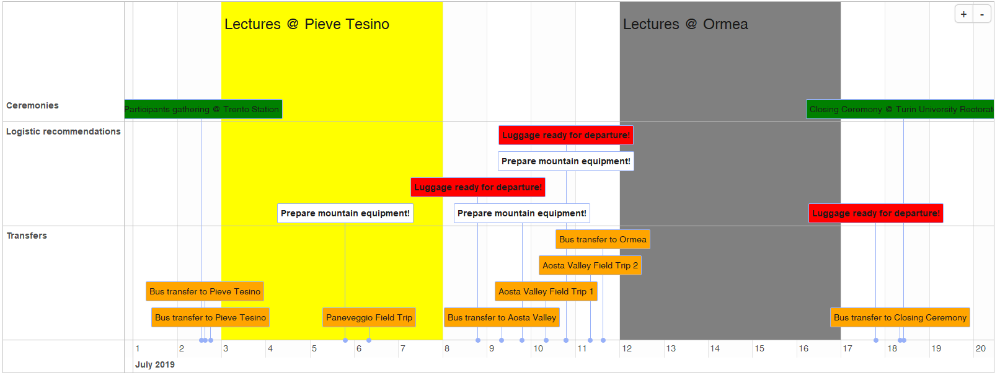 Lectures @ Pieve Tesino
Lectures @ Ormea
+ -
Ceremonies
Participants gathering @ Trento Station
Closing Ceremony @ Turin University Rectorat
Logistic recommendations
Luggage ready for departure!
Prepare mountain equipment!
Luggage ready for departure!
Prepare mountain equipment!
Prepare mountain equipment!
Luggage ready for departure!
Transfers
Bus transfer to Ormea
Aosta Valley Field Trip 2
Bus transfer to Pieve Tesino
Aosta Valley Field Trip 1
Bus transfer to Pieve Tesino
Paneveggio Field Trip
Bus transfer to Aosta Valley
Bus transfer to Closing Ceremony
1 2 3 4 5 6 7 8 9 10 11 12 13 14 15 16 17 18 19 20
July 2019